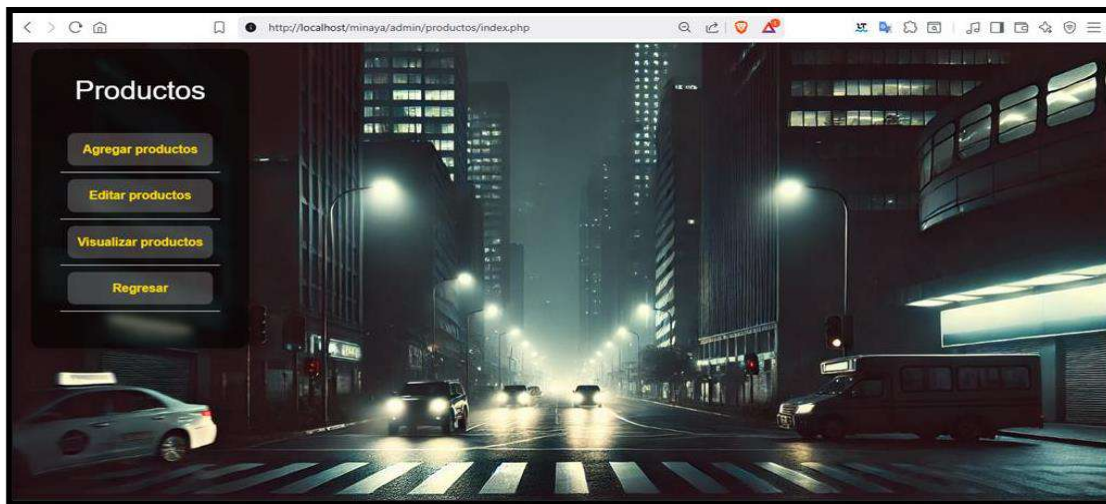 http://localhost/minaya/admin/productos/index.php
Productos
Agregar productos
Editar productos
Visualizar productos
Regresar